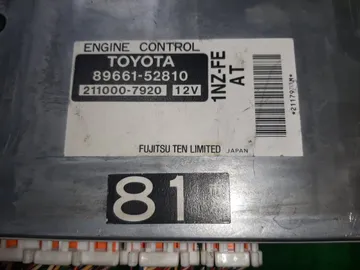 ENGINE CONTROL
TOYOTA
89661-52810
211000-7920 12V
1NZ-FE
AT
FUJITSU TEN LIMITED JAPAN
81